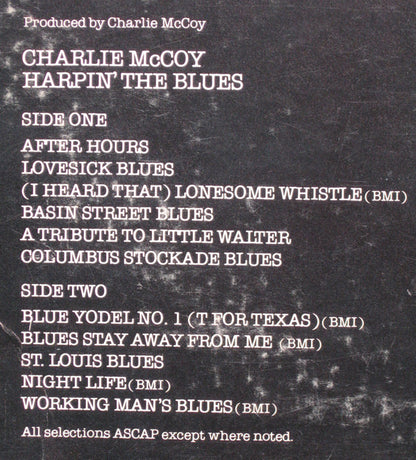 Produced by Charlie McCoy
CHARLIE McCOY
HARPIN' THE BLUES
SIDE ONE
AFTER HOURS
LOVESICK BLUES
(I HEARD THAT) LONESOME WHISTLE (BMI)
BASIN STREET BLUES
A TRIBUTE TO LITTLE WALTER
COLUMBUS STOCKADE BLUES
SIDE TWO
BLUE YODEL NO. 1 (T FOR TEXAS) (BMI)
BLUES STAY AWAY FROM ME (BMI)
ST. LOUIS BLUES
NIGHT LIFE (BMI)
WORKING MAN'S BLUES (BMI)
All selections ASCAP except where noted.